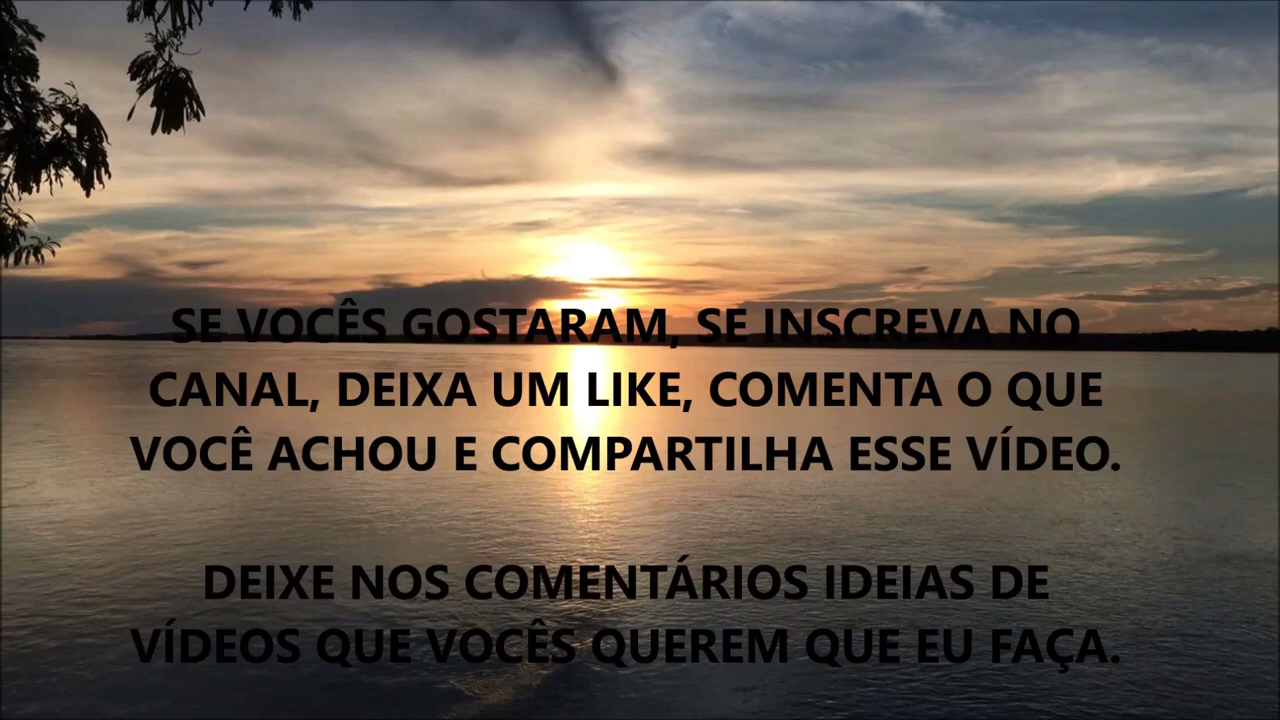 SE VOCÊS GOSTARAM, SE INSCREVA NO
CANAL, DEIXA UM LIKE, COMENTA O QUE
VOCÊ ACHOU E COMPARTILHA ESSE VÍDEO.
DEIXE NOS COMENTÁRIOS IDEIAS DE
VÍDEOS QUE VOCÊS QUEREM QUE EU FAÇA.